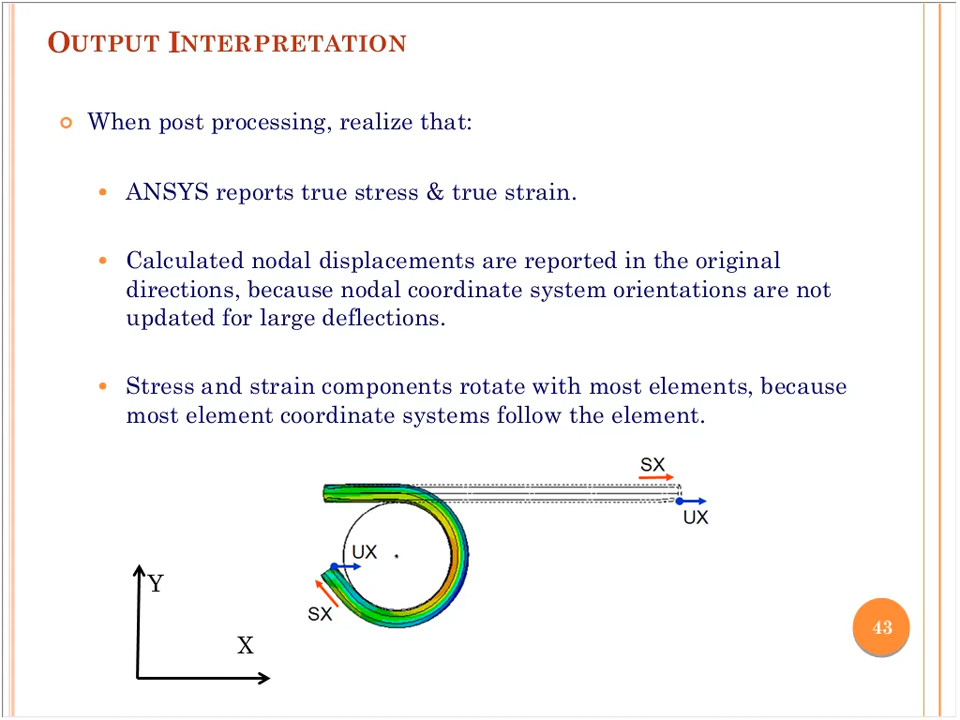 OUTPUT INTERPRETATION
When post processing, realize that:
ANSYS reports true stress & true strain.
Calculated nodal displacements are reported in the original
directions, because nodal coordinate system orientations are not
updated for large deflections.
Stress and strain components rotate with most elements, because
most element coordinate systems follow the element.
SX
UX
UX
Y
SX
X
43